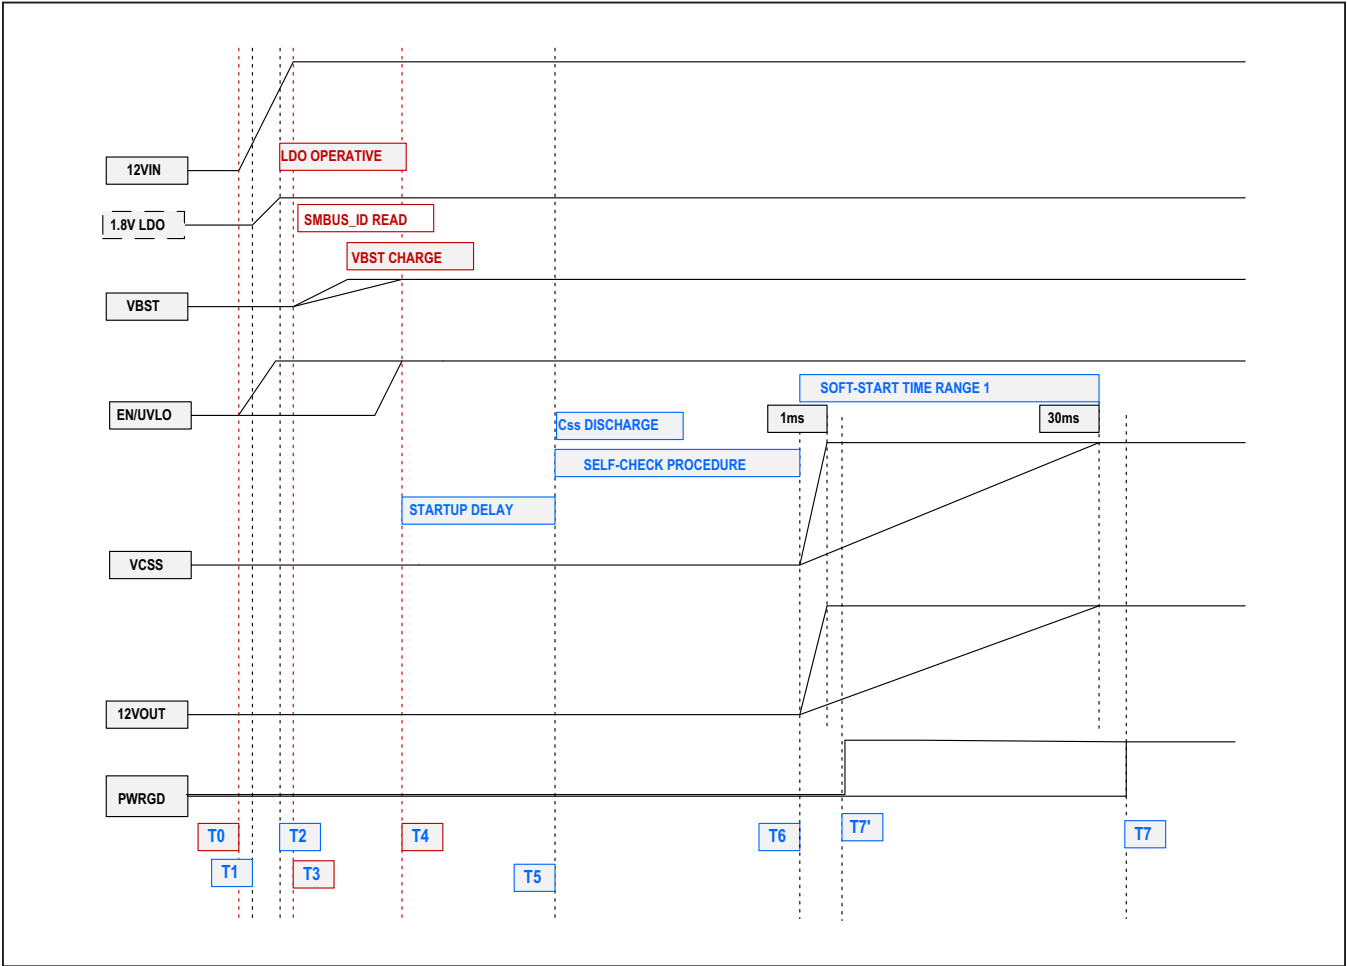 12VIN
LDO OPERATIVE
1.8V LDO
SMBUS_ID READ
VBST CHARGE
VBST
EN/UVLO
SOFT-START TIME RANGE 1
1ms
30ms
Css DISCHARGE
SELF-CHECK PROCEDURE
STARTUP DELAY
VCSS
12VOUT
PWRGD
T0
T2
T4
T6
T7'
T7
T1
T3
T5